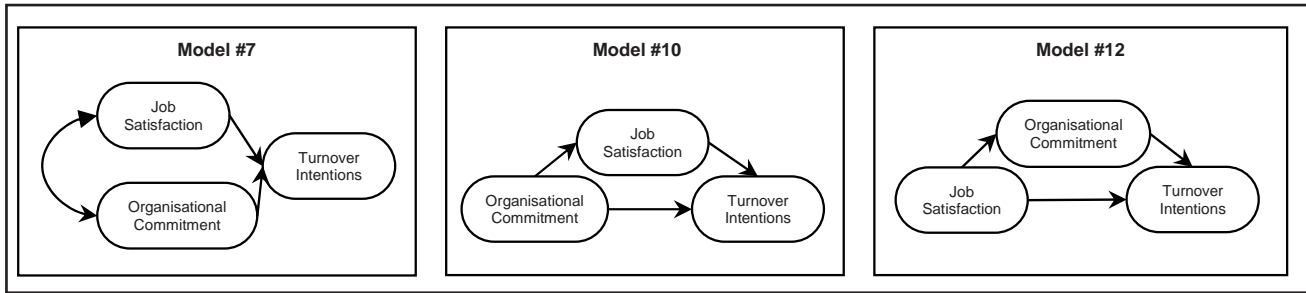 Model #7
Job
Satisfaction
Turnover
Intentions
Organisational
Commitment
Model #10
Job
Satisfaction
Organisational
Commitment
Turnover
Intentions
Model #12
Organisational
Commitment
Job
Satisfaction
Turnover
Intentions